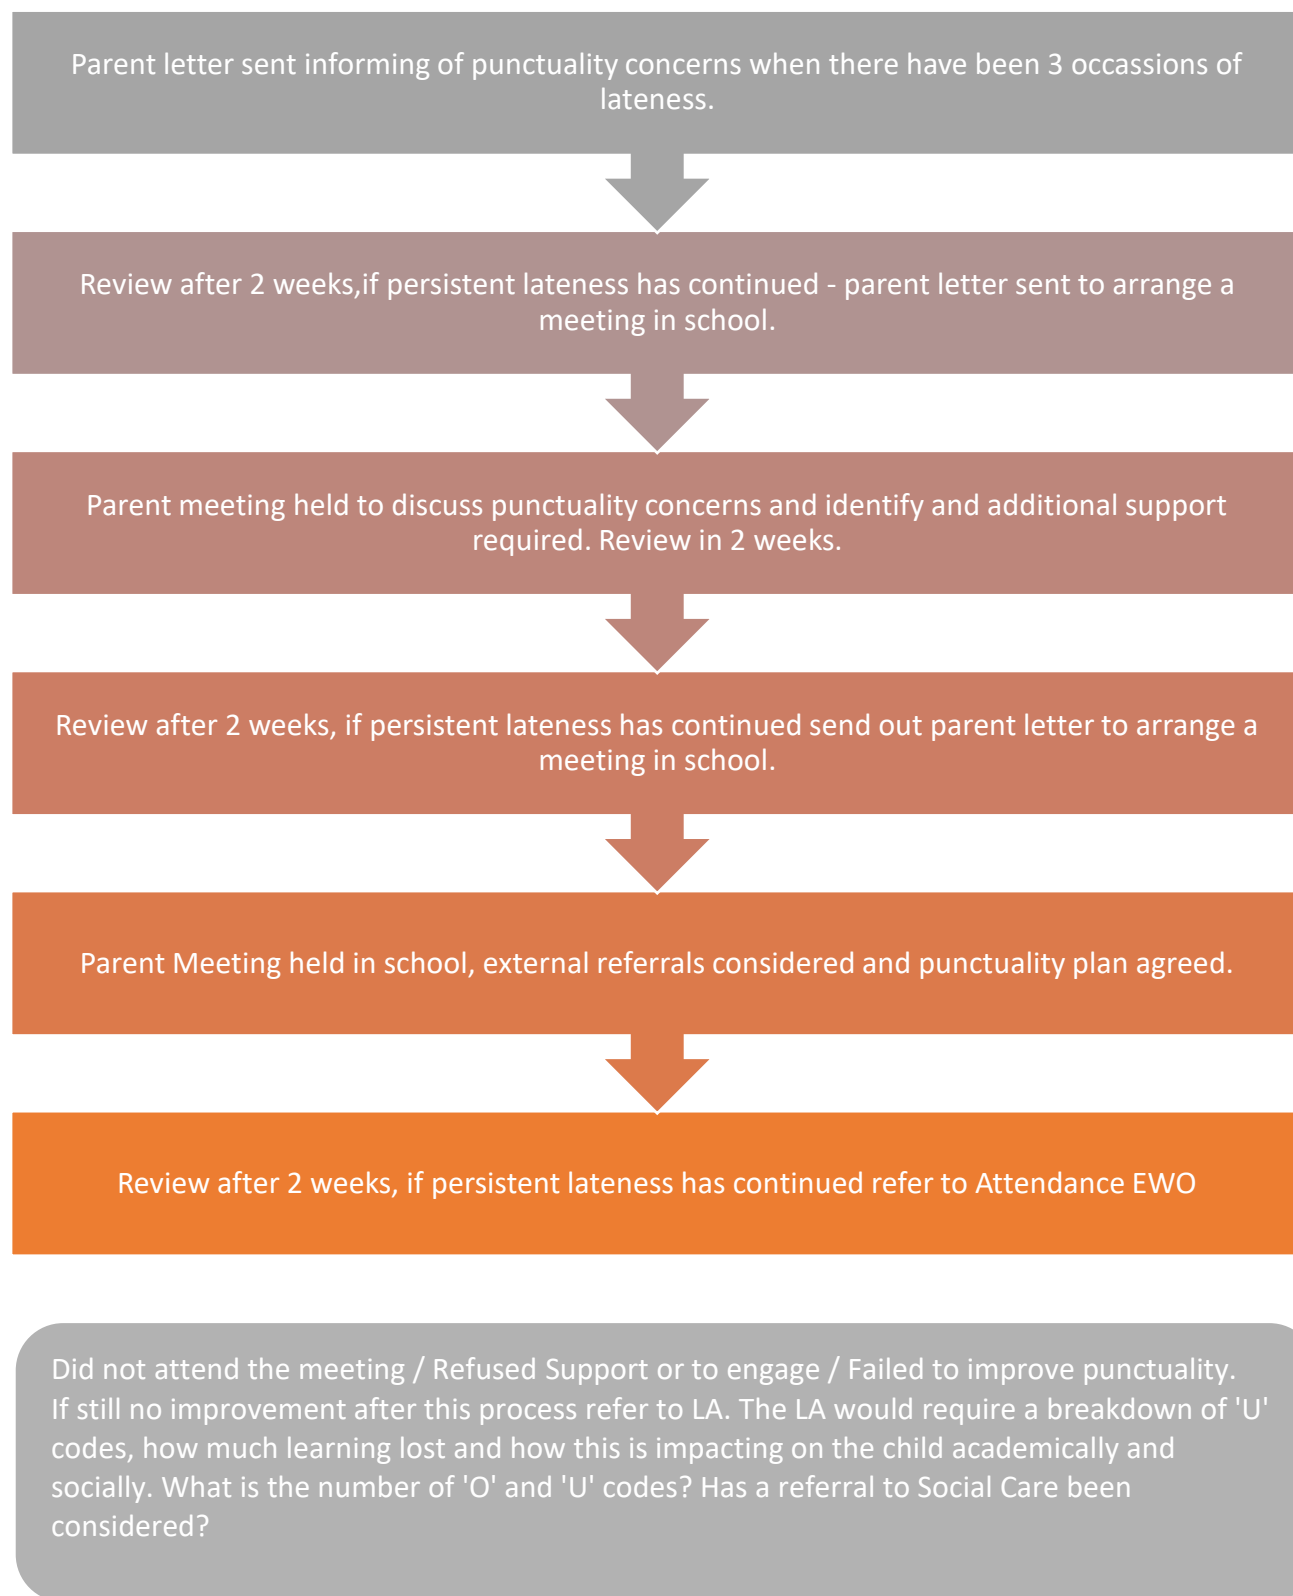 Parent letter sent informing of punctuality concerns when there have been 3 occassions of
lateness.
Review after 2 weeks,if persistent lateness has continued - parent letter sent to arrange a
meeting in school.
Parent meeting held to discuss punctuality concerns and identify and additional support
required. Review in 2 weeks.
Review after 2 weeks, if persistent lateness has continued send out parent letter to arrange a
meeting in school.
Parent Meeting held in school, external referrals considered and punctuality plan agreed.
Review after 2 weeks, if persistent lateness has continued refer to Attendance EWO
Did not attend the meeting / Refused Support or to engage / Failed to improve punctuality.
If still no improvement after this process refer to LA. The LA would require a breakdown of 'U'
codes, how much learning lost and how this is impacting on the child academically and
socially. What is the number of 'O' and 'U' codes? Has a referral to Social Care been
considered?